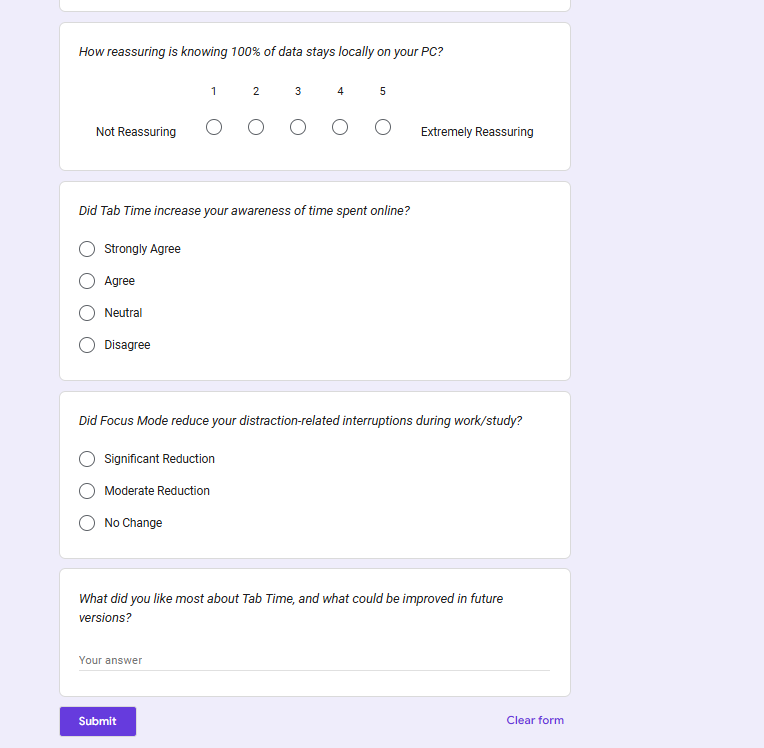 How reassuring is knowing 100% of data stays locally on your PC?
1 2 3 4 5
Not Reassuring Extremely Reassuring
Did Tab Time increase your awareness of time spent online?
Strongly Agree
Agree
Neutral
Disagree
Did Focus Mode reduce your distraction-related interruptions during work/study?
Significant Reduction
Moderate Reduction
No Change
What did you like most about Tab Time, and what could be improved in future
versions?
Your answer
Submit Clear form